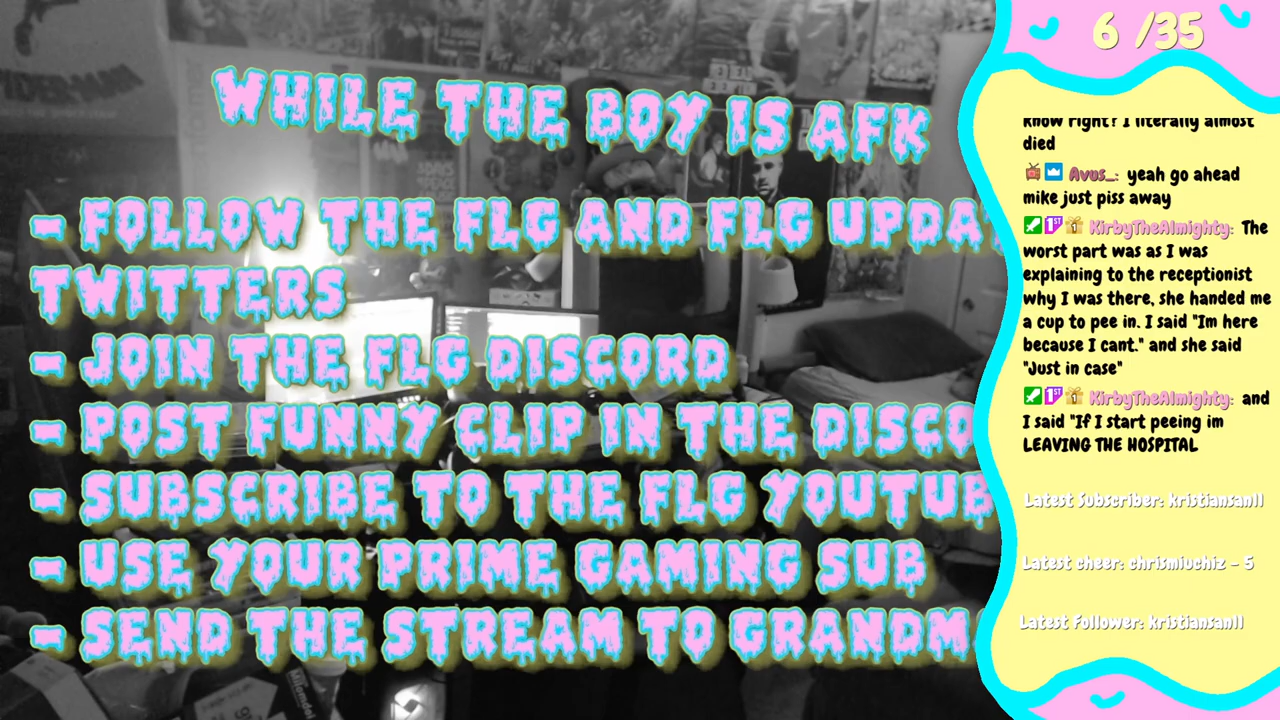 WHILE THE BOY IS AFK
- FOLLOW THE FLG AND FLG UPDA
TWITTERS
- JOIN THE FLG DISCORD
- POST FUNNY CLIP IN THE DISCO
- SUBSCRIBE TO THE FLG YOUTUB
- USE YOUR PRIME GAMING SUB
- SEND THE STREAM TO GRANDM
6 /35
know right? I literally almost
died
Avus_: yeah go ahead
mike just piss away
1ST 1 KirbyTheAlmighty: The
worst part was as I was
explaining to the receptionist
why I was there, she handed me
a cup to pee in. I said "Im here
because I cant." and she said
"Just in case"
1ST 1 KirbyTheAlmighty: and
I said "If I start peeing im
LEAVING THE HOSPITAL
Latest Subscriber: kristiansan11
Latest cheer: chrismiuchiz - 5
Latest Follower: kristiansan11